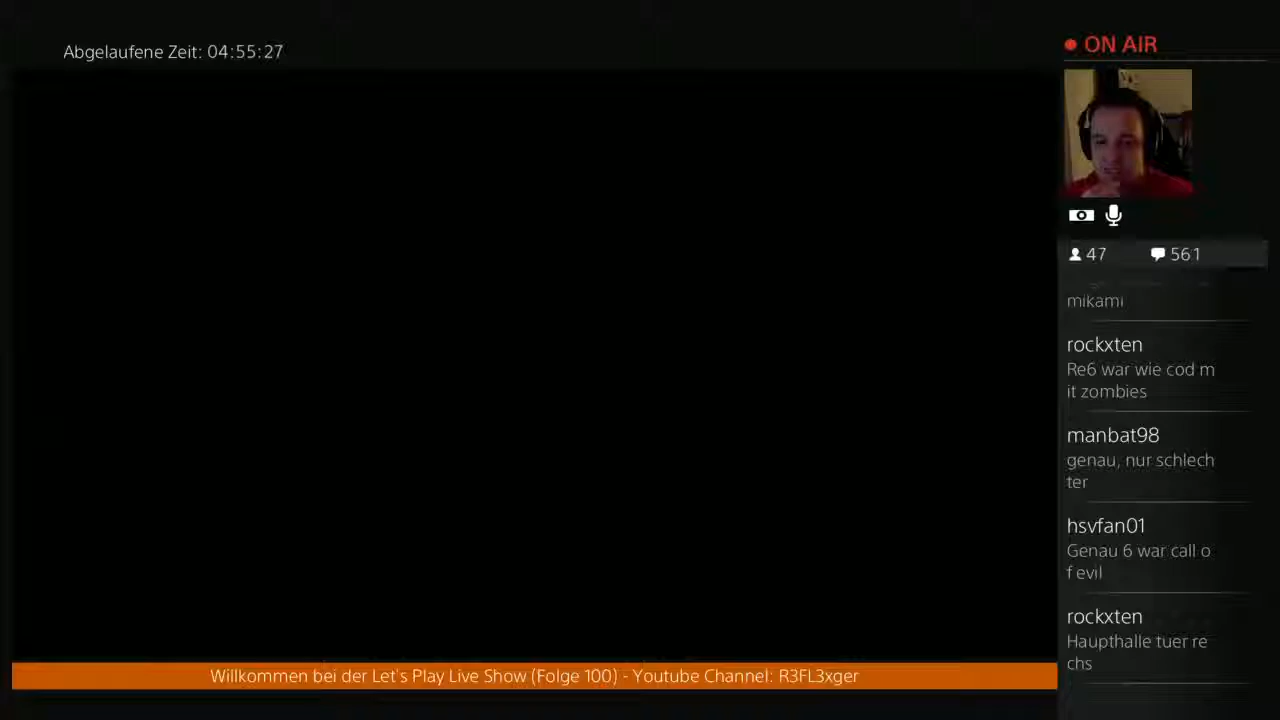 Abgelaufene Zeit: 04:55:27
ON AIR
47 561
mikami
rockxten
Re6 war wie cod m
it zombies
manbat98
genau, nur schlech
ter
hsvfan01
Genau 6 war call o
f evil
rockxten
Haupthalle tuer re
chs
Willkommen bei der Let's Play Live Show (Folge 100) - Youtube Channel: R3FL3xger